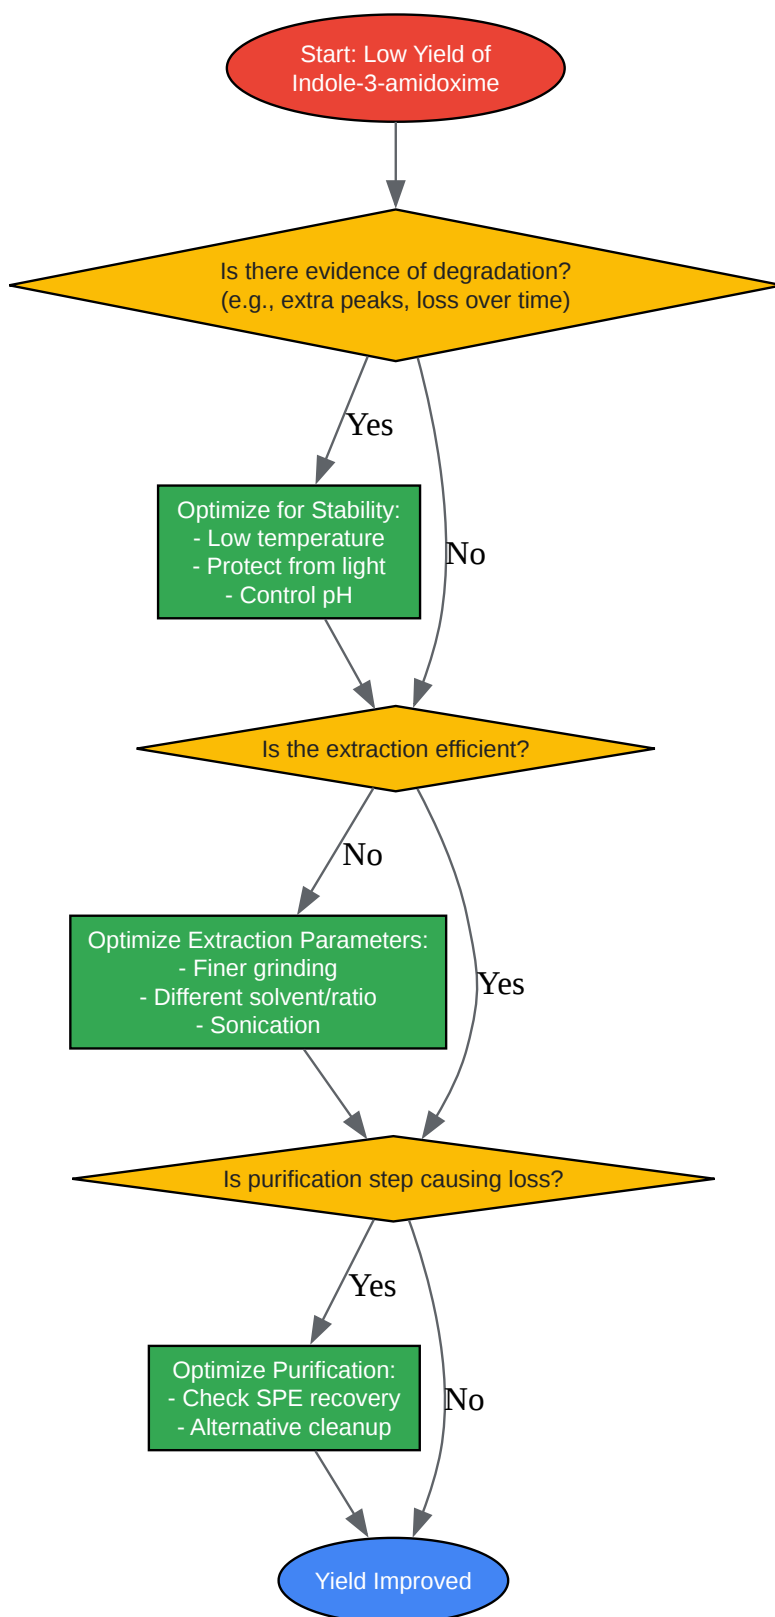 Start: Low Yield of
Indole-3-amidoxime
Is there evidence of degradation?
(e.g., extra peaks, loss over time)
Yes
Optimize for Stability:
- Low temperature
- Protect from light
- Control pH
No
Is the extraction efficient?
No
Optimize Extraction Parameters:
- Finer grinding
- Different solvent/ratio
- Sonication
Yes
Is purification step causing loss?
Yes
Optimize Purification:
- Check SPE recovery
- Alternative cleanup
No
Yield Improved